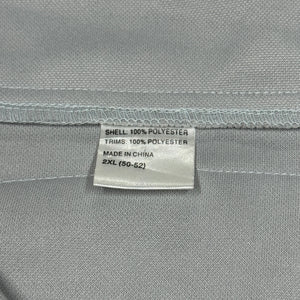 SHELL: 100% POLYESTER
TRIMS: 100% POLYESTER
MADE IN CHINA
2XL (50-52)